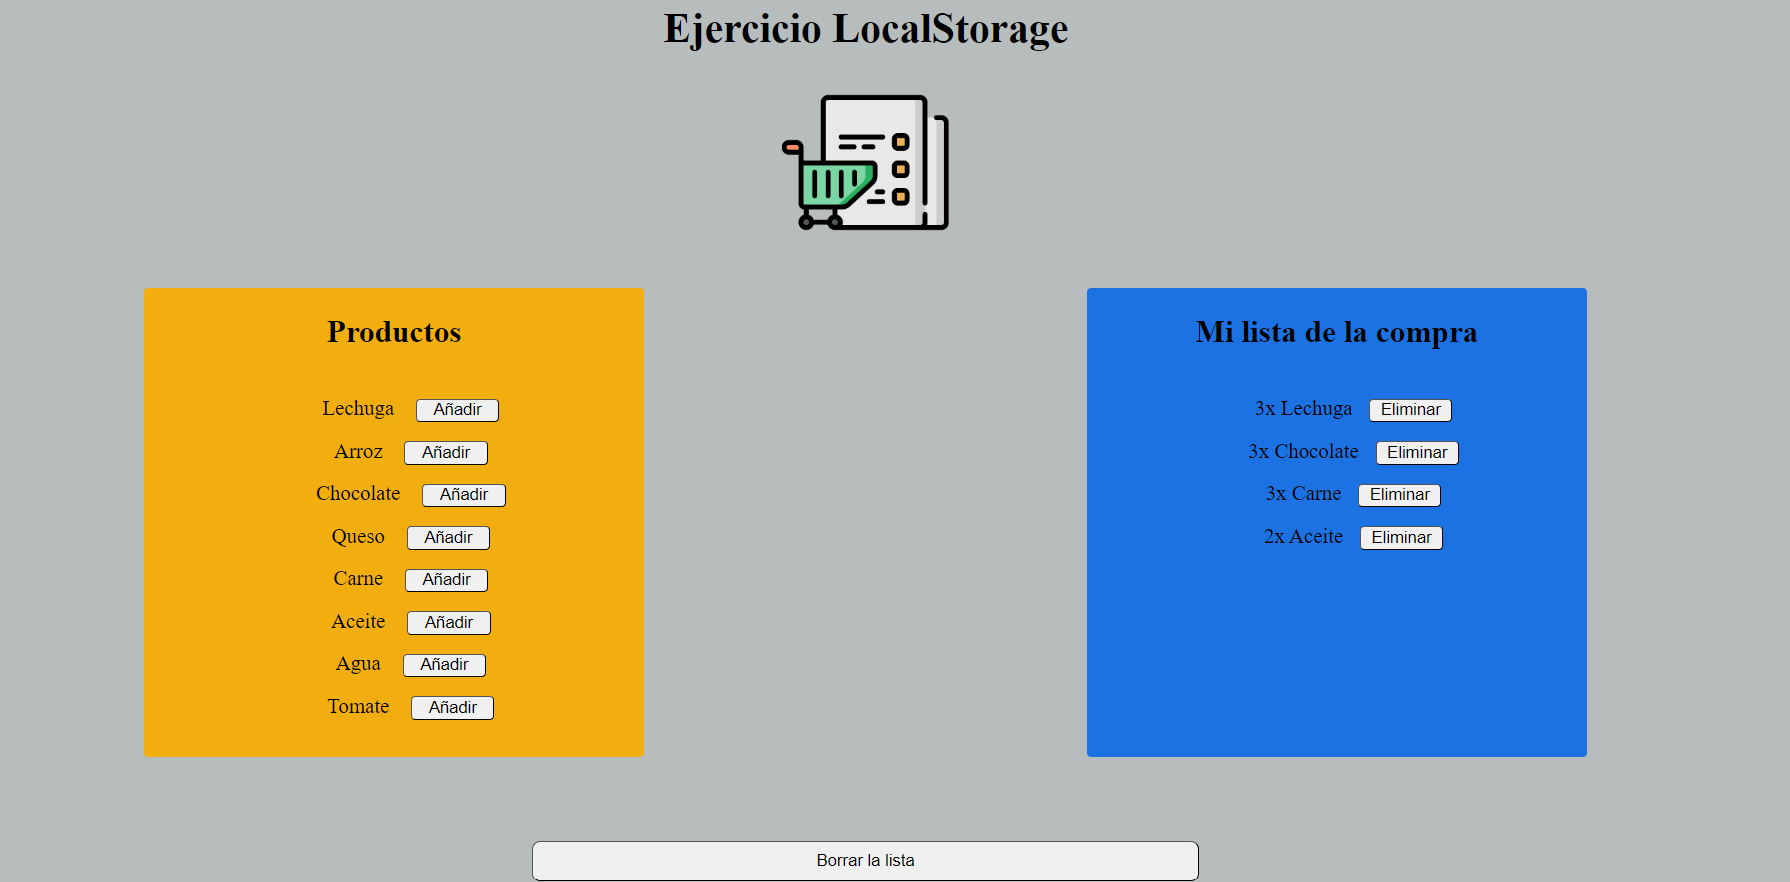 Ejercicio LocalStorage
Productos
Lechuga Añadir
Arroz Añadir
Chocolate Añadir
Queso Añadir
Carne Añadir
Aceite Añadir
Agua Añadir
Tomate Añadir
Mi lista de la compra
3x Lechuga Eliminar
3x Chocolate Eliminar
3x Carne Eliminar
2x Aceite Eliminar
Borrar la lista